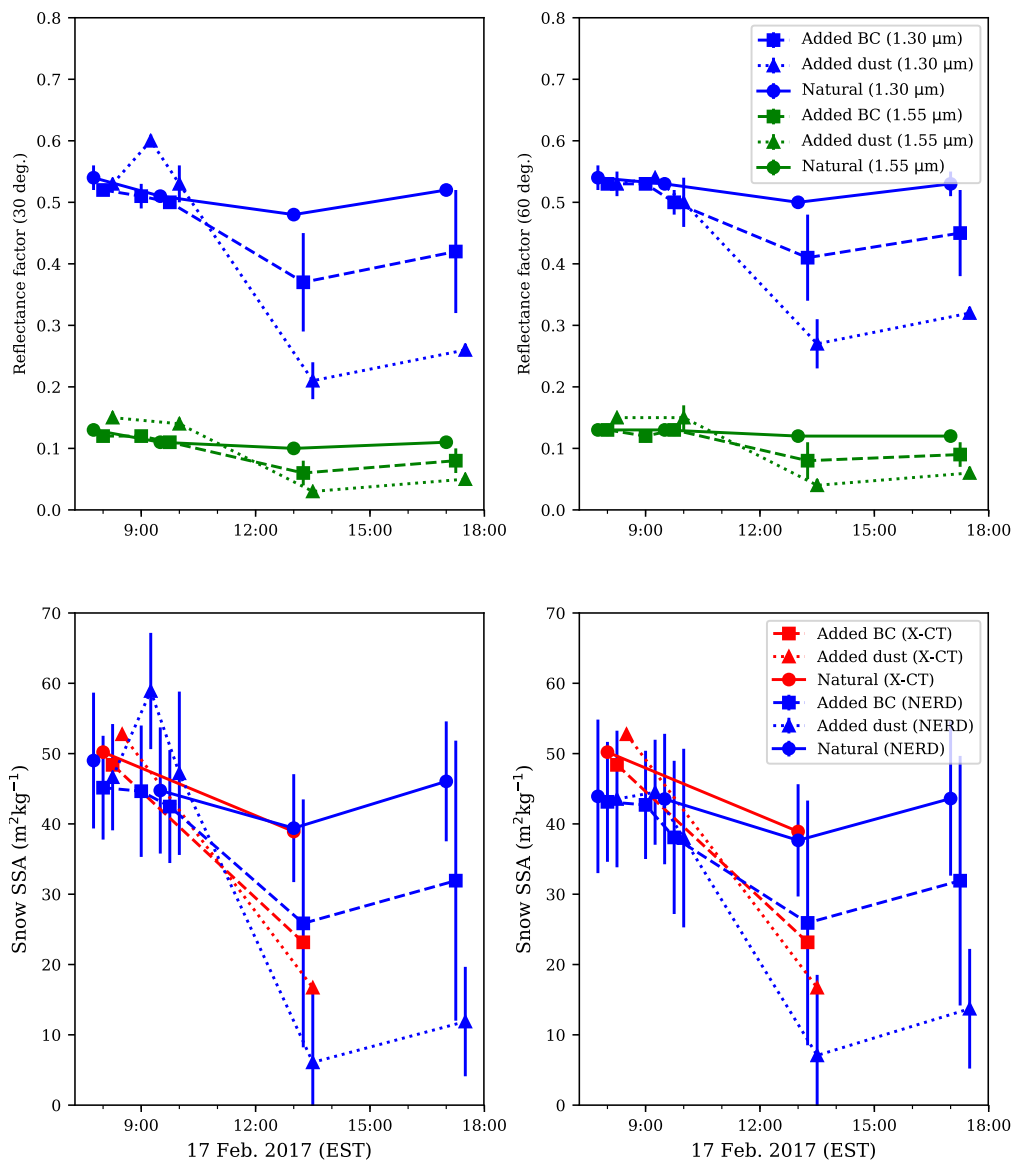 0.8
0.7
0.6
0.5
0.4
0.3
0.2
0.1
0.0
Reflectance factor (30 deg.)
9:00 12:00 15:00 18:00
0.8
0.7
0.6
0.5
0.4
0.3
0.2
0.1
0.0
Reflectance factor (60 deg.)
9:00 12:00 15:00 18:00
Added BC (1.30 μm)
Added dust (1.30 μm)
Natural (1.30 μm)
Added BC (1.55 μm)
Added dust (1.55 μm)
Natural (1.55 μm)
70
60
50
40
30
20
10
0
Snow SSA (m²kg⁻¹)
9:00 12:00 15:00 18:00
17 Feb. 2017 (EST)
70
60
50
40
30
20
10
0
Snow SSA (m²kg⁻¹)
9:00 12:00 15:00 18:00
17 Feb. 2017 (EST)
Added BC (X-CT)
Added dust (X-CT)
Natural (X-CT)
Added BC (NERD)
Added dust (NERD)
Natural (NERD)